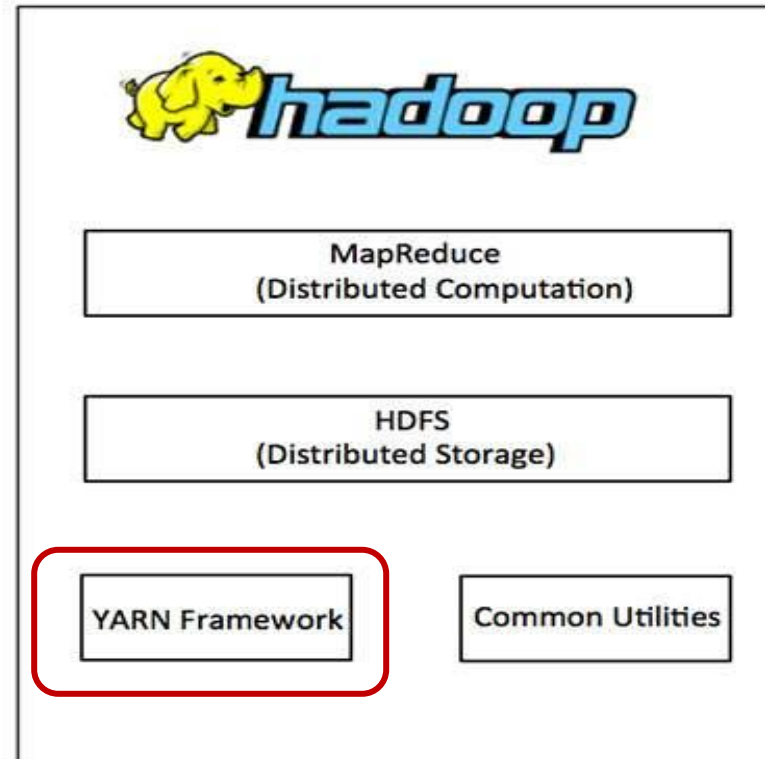 hadoop
MapReduce
(Distributed Computation)
HDFS
(Distributed Storage)
YARN Framework
Common Utilities